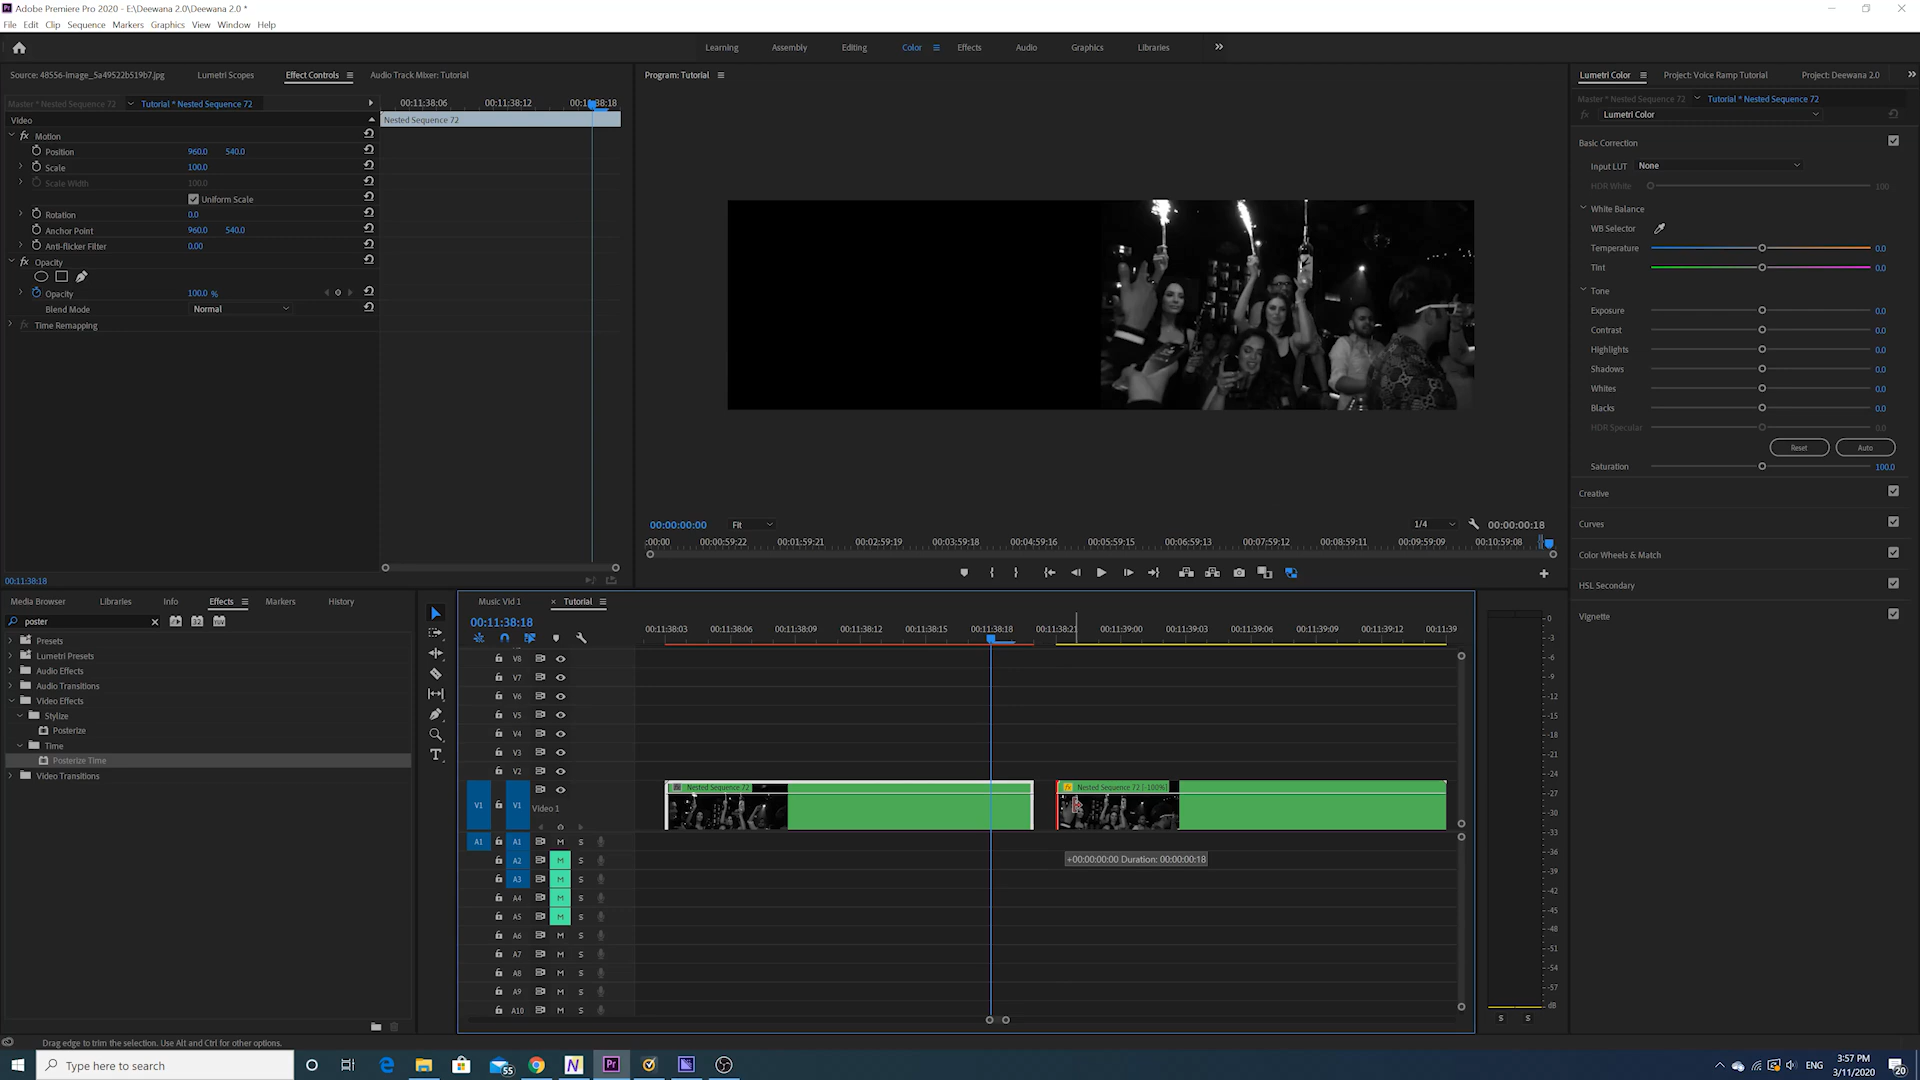 Adobe Premiere Pro 2020 - E:\Deewana 2.0\Deewana 2.0 *
File Edit Clip Sequence Markers Graphics View Window Help
Learning Assembly Editing Color Effects Audio Graphics Libraries
Source: 48556-image_5a49522b519b7.jpg Lumetri Scopes Effect Controls Audio Track Mixer: Tutorial
Program: Tutorial
Lumetri Color Project: Voice Ramp Tutorial Project: Deewana 2.0
Master * Nested Sequence 72 Tutorial * Nested Sequence 72
00:11:38:06 00:11:38:12 00:11:38:18
Video
Nested Sequence 72
Motion
Position 960.0 540.0
Scale 100.0
Scale Width 100.0
Uniform Scale
Rotation 0.0
Anchor Point 960.0 540.0
Anti-flicker Filter 0.00
Opacity
Opacity 100.0 %
Blend Mode Normal
Time Remapping
00:11:38:18
Master * Nested Sequence 72 Tutorial * Nested Sequence 72
fx Lumetri Color
Basic Correction
Input LUT None
HDR White 100
White Balance
WB Selector
Temperature 0.0
Tint 0.0
Tone
Exposure 0.0
Contrast 0.0
Highlights 0.0
Shadows 0.0
Whites 0.0
Blacks 0.0
HDR Specular 0.0
Reset Auto
Saturation 100.0
Creative
Curves
Color Wheels & Match
HSL Secondary
Vignette
00:00:00:00 Fit 1/4 00:00:00:18
:00:00 00:00:59:22 00:01:59:21 00:02:59:19 00:03:59:18 00:04:59:16 00:05:59:15 00:06:59:13 00:07:59:12 00:08:59:11 00:09:59:09 00:10:59:08
Media Browser Libraries Info Effects Markers History
poster
Presets
Lumetri Presets
Audio Effects
Audio Transitions
Video Effects
Stylize
Posterize
Time
Posterize Time
Video Transitions
Music Vid 1 × Tutorial
00:11:38:18
00:11:38:03 00:11:38:06 00:11:38:09 00:11:38:12 00:11:38:15 00:11:38:18 00:11:38:21 00:11:39:00 00:11:39:03 00:11:39:06 00:11:39:09 00:11:39:12 00:11:39
V8
V7
V6
V5
V4
V3
V2
V1 V1 Video 1
Nested Sequence 72
Nested Sequence 72 [-100%]
A1 A1 M S
A2 M S
A3 M S
A4 M S
A5 M S
A6 M S
A7 M S
A8 M S
A9 M S
A10 M S
+00:00:00:00 Duration: 00:00:00:18
0
-3
-6
-9
-12
-15
-18
-21
-24
-27
-30
-33
-36
-39
-42
-45
-48
-51
-54
-57
dB
S S
Drag edge to trim the selection. Use Alt and Ctrl for other options.
Type here to search
55
ENG
3:57 PM
3/11/2020
20